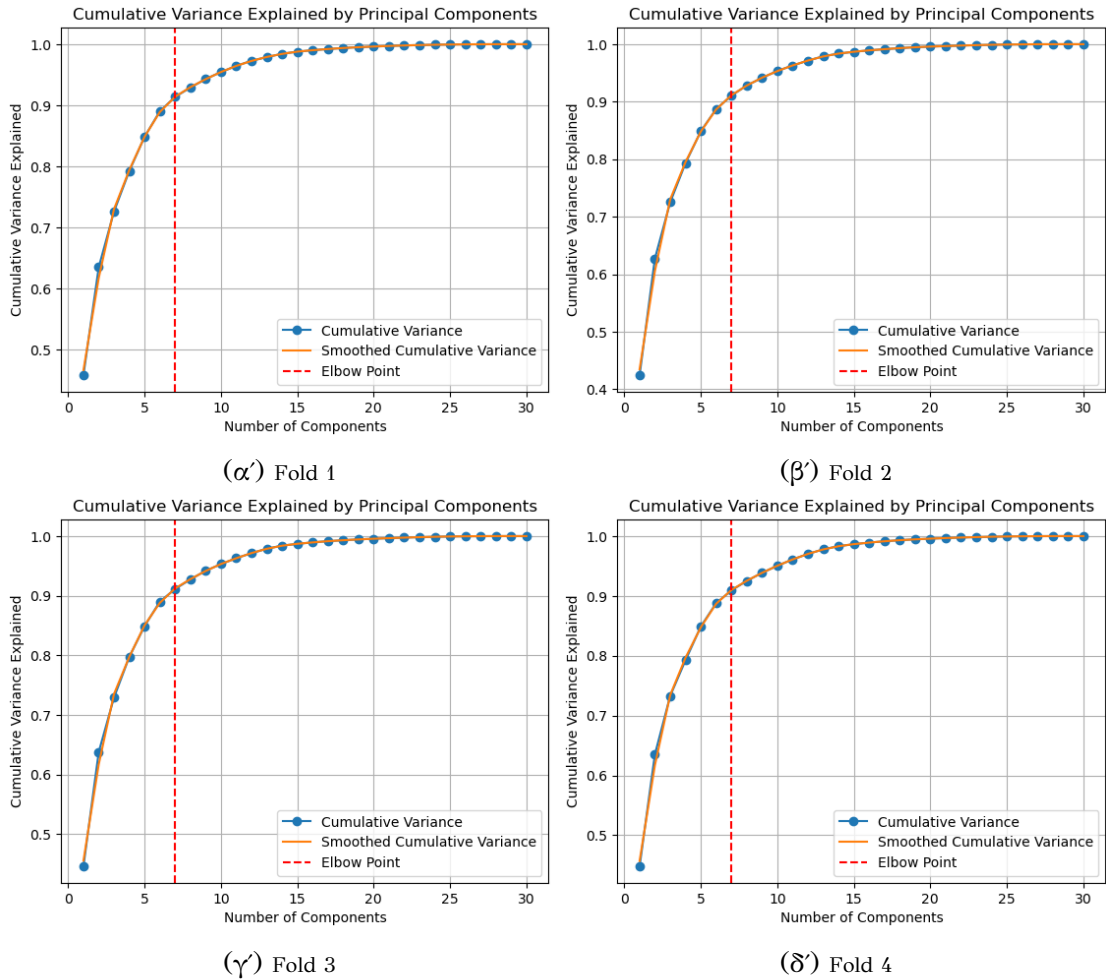 Cumulative Variance Explained by Principal Components
1.0
0.9
0.8
0.7
0.6
0.5
Cumulative Variance Explained
Cumulative Variance
Smoothed Cumulative Variance
Elbow Point
0 5 10 15 20 25 30
Number of Components
(α′) Fold 1
Cumulative Variance Explained by Principal Components
1.0
0.9
0.8
0.7
0.6
0.5
0.4
Cumulative Variance Explained
Cumulative Variance
Smoothed Cumulative Variance
Elbow Point
0 5 10 15 20 25 30
Number of Components
(β′) Fold 2
Cumulative Variance Explained by Principal Components
1.0
0.9
0.8
0.7
0.6
0.5
Cumulative Variance Explained
Cumulative Variance
Smoothed Cumulative Variance
Elbow Point
0 5 10 15 20 25 30
Number of Components
(γ′) Fold 3
Cumulative Variance Explained by Principal Components
1.0
0.9
0.8
0.7
0.6
0.5
Cumulative Variance Explained
Cumulative Variance
Smoothed Cumulative Variance
Elbow Point
0 5 10 15 20 25 30
Number of Components
(δ′) Fold 4